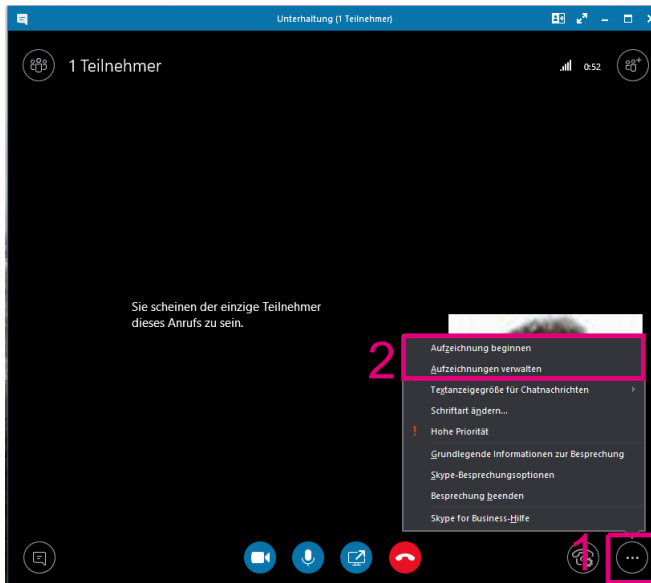 Unterhaltung (1 Teilnehmer)
1 Teilnehmer
0:52
Sie scheinen der einzige Teilnehmer
dieses Anrufs zu sein.
2
Aufzeichnung beginnen
Aufzeichnungen verwalten
Textanzeigegröße für Chatnachrichten
Schriftart ändern...
! Hohe Priorität
Grundlegende Informationen zur Besprechung
Skype-Besprechungsoptionen
Besprechung beenden
Skype for Business-Hilfe
1